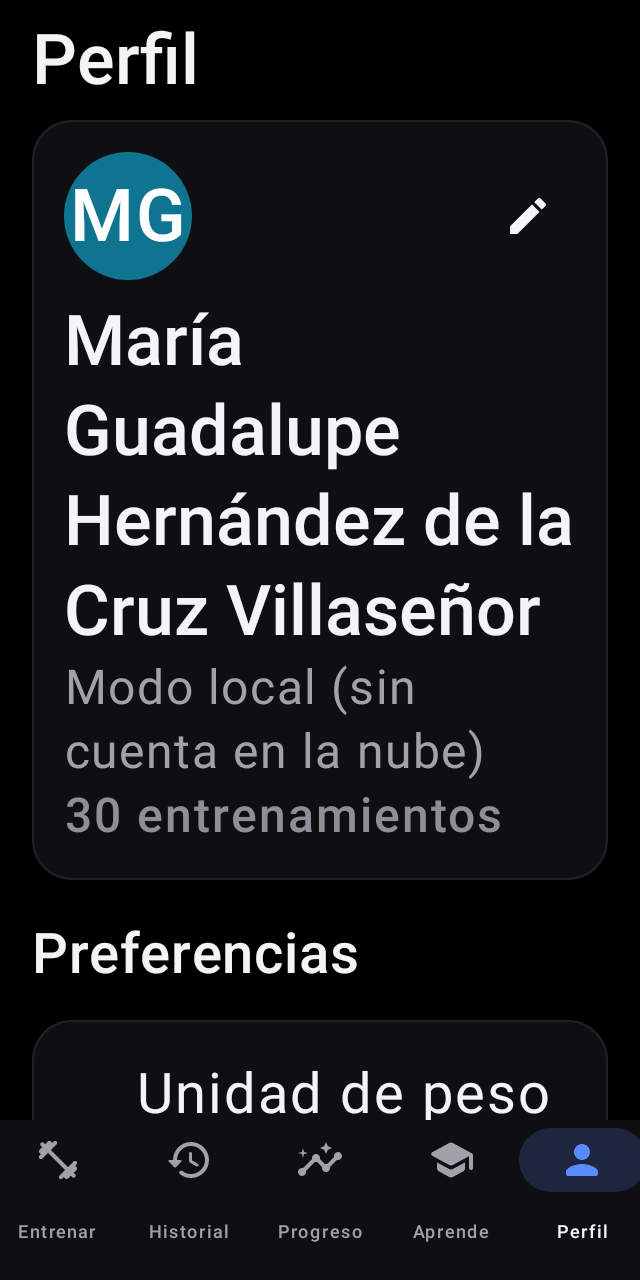 Perfil
MG
María
Guadalupe
Hernández de la
Cruz Villaseñor
Modo local (sin
cuenta en la nube)
30 entrenamientos
Preferencias
Unidad de peso
Entrenar
Historial
Progreso
Aprende
Perfil